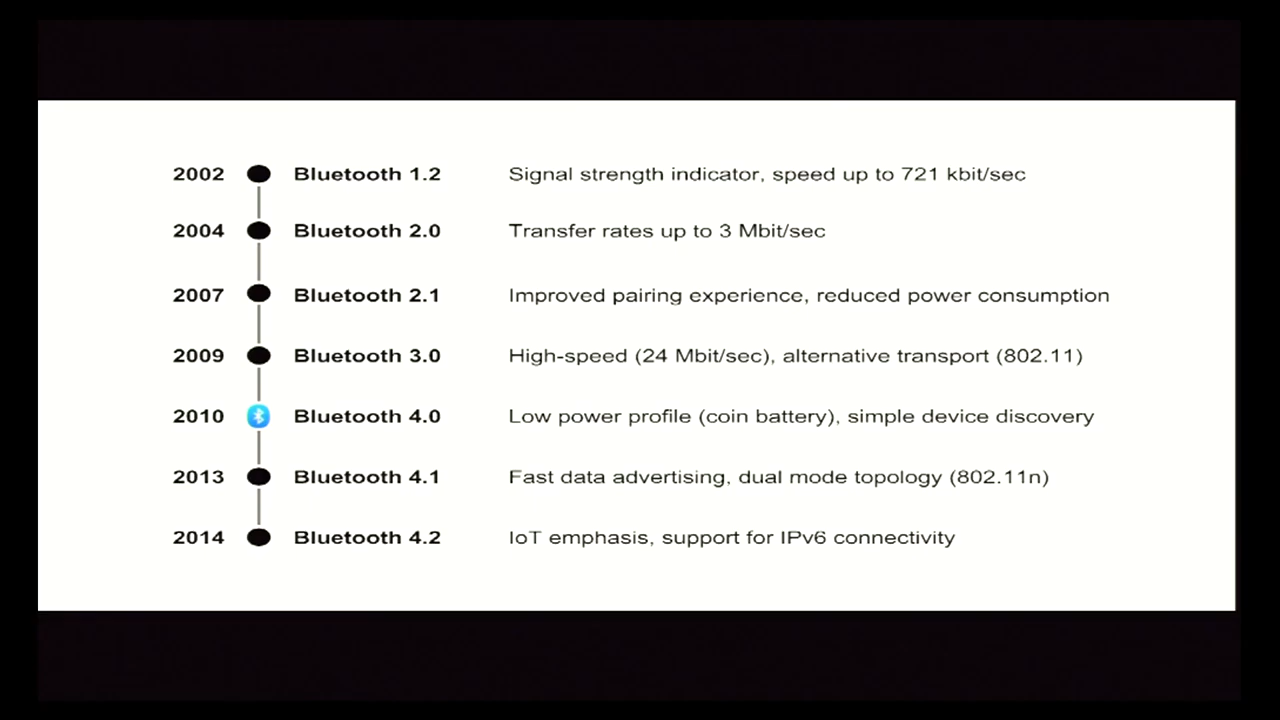 2002 Bluetooth 1.2 Signal strength indicator, speed up to 721 kbit/sec
2004 Bluetooth 2.0 Transfer rates up to 3 Mbit/sec
2007 Bluetooth 2.1 Improved pairing experience, reduced power consumption
2009 Bluetooth 3.0 High-speed (24 Mbit/sec), alternative transport (802.11)
2010 Bluetooth 4.0 Low power profile (coin battery), simple device discovery
2013 Bluetooth 4.1 Fast data advertising, dual mode topology (802.11n)
2014 Bluetooth 4.2 IoT emphasis, support for IPv6 connectivity